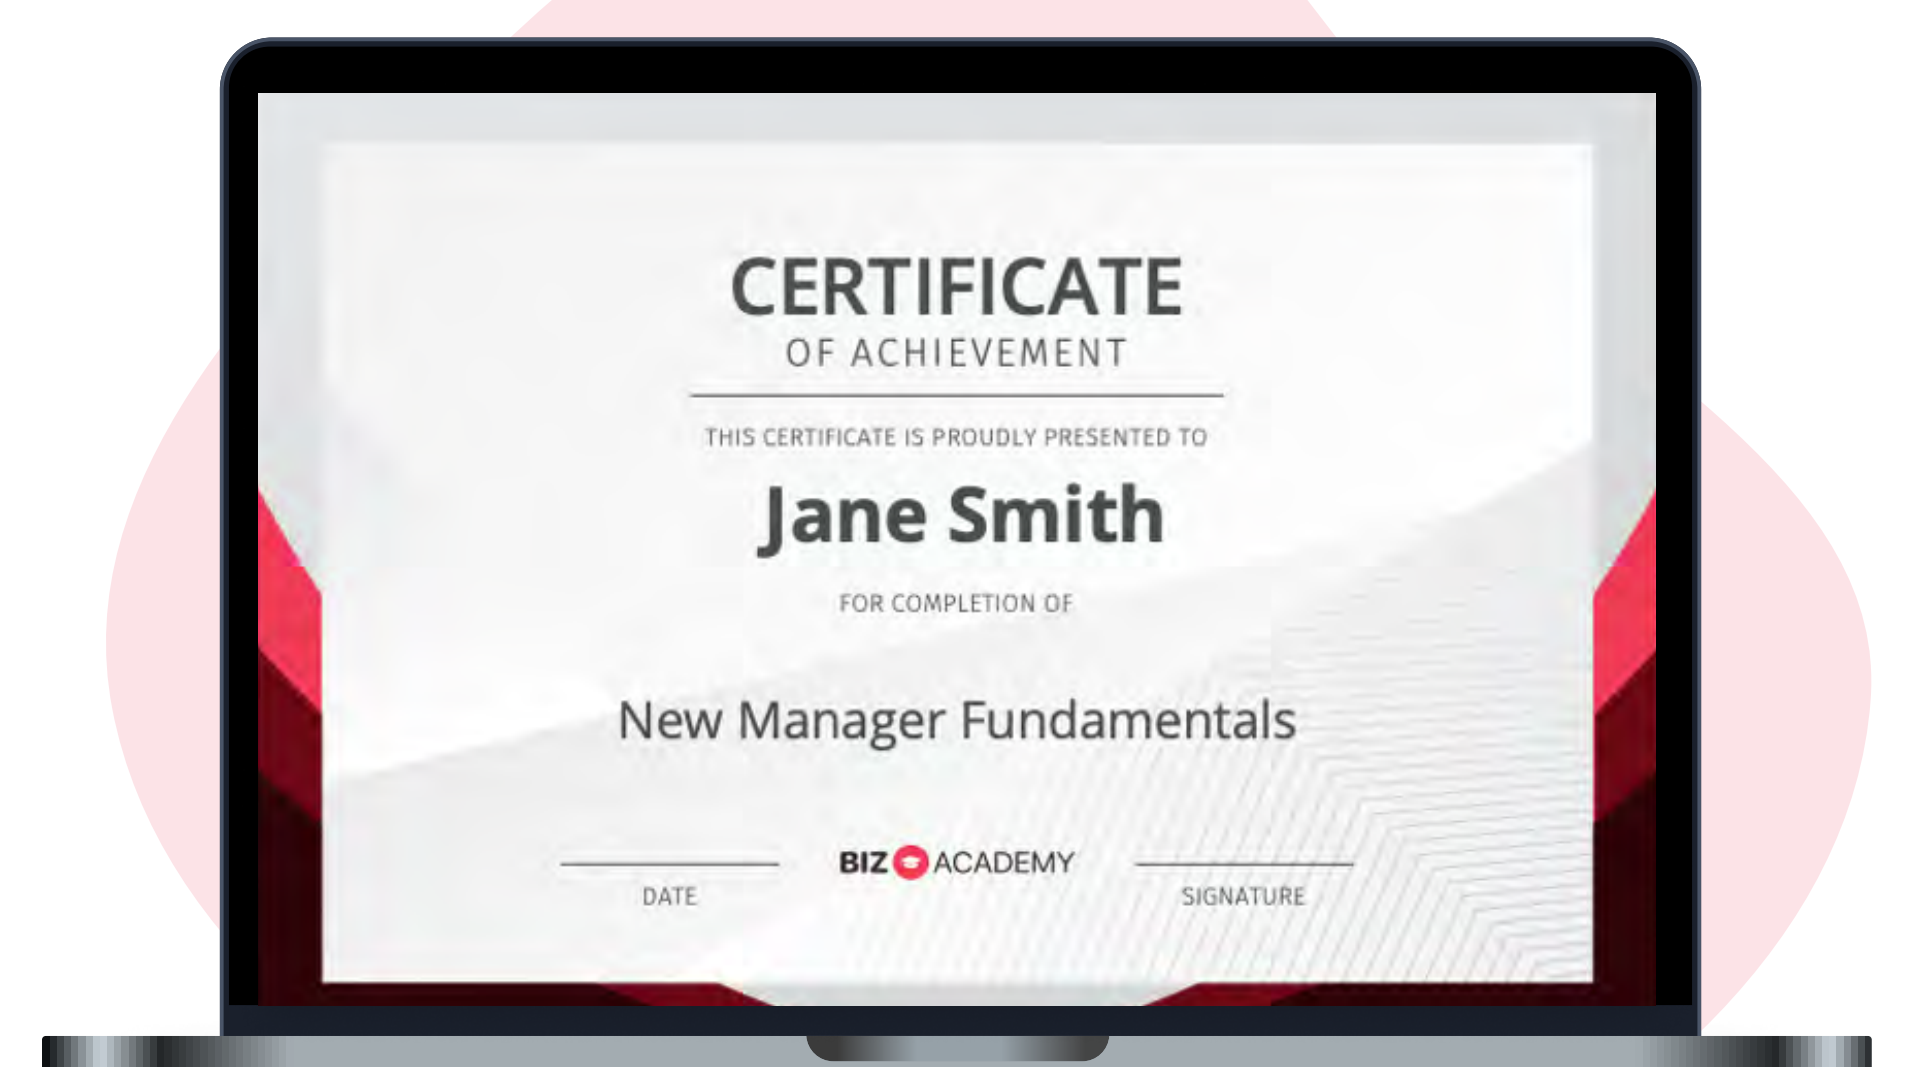 CERTIFICATE
OF ACHIEVEMENT
THIS CERTIFICATE IS PROUDLY PRESENTED TO
Jane Smith
FOR COMPLETION OF
New Manager Fundamentals
BIZ ACADEMY
DATE
SIGNATURE